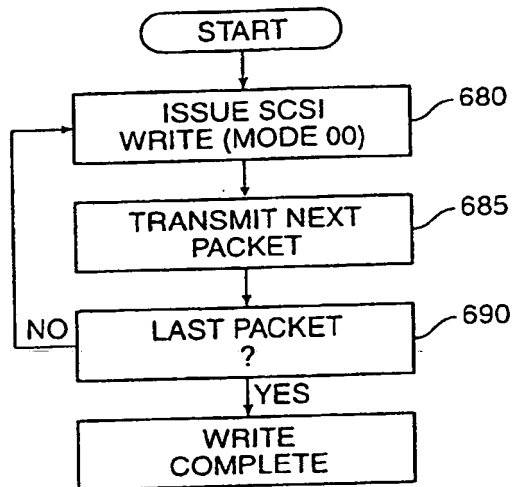 START
ISSUE SCSI
WRITE (MODE 00)
680
TRANSMIT NEXT
PACKET
685
LAST PACKET
?
690
NO
YES
WRITE
COMPLETE